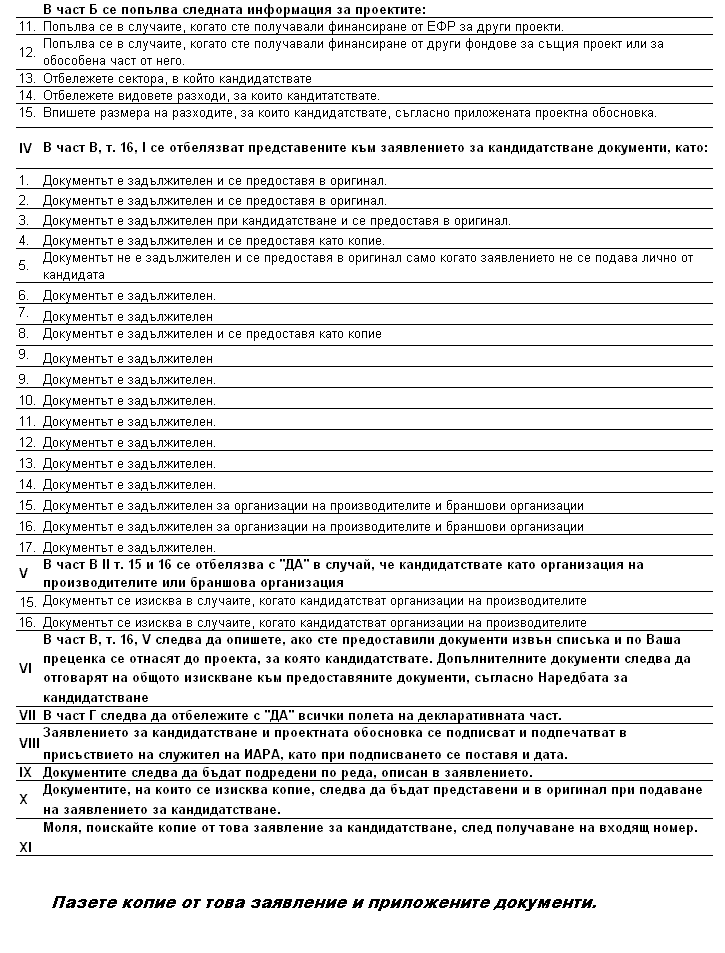 В част Б се попълва следната информация за проектите:
11. Попълва се в случаите, когато сте получавали финансиране от ЕФР за други проекти.
12. Попълва се в случаите, когато сте получавали финансиране от други фондове за същия проект или за
обособена част от него.
13. Отбележете сектора, в който кандидатствате
14. Отбележете видовете разходи, за които кандитатствате.
15. Впишете размера на разходите, за които кандидатствате, съгласно приложената проектна обосновка.
IV В част В, т. 16, I се отбелязват представените към заявлението за кандидатстване документи, като:
1. Документът е задължителен и се предоставя в оригинал.
2. Документът е задължителен и се предоставя в оригинал.
3. Документът е задължителен при кандидатстване и се предоставя в оригинал.
4. Документът е задължителен и се предоставя като копие.
5. Документът не е задължителен и се предоставя в оригинал само когато заявлението не се подава лично от
кандидата
6. Документът е задължителен.
7. Документът е задължителен
8. Документът е задължителен и се предоставя като копие
9. Документът е задължителен
9. Документът е задължителен.
10. Документът е задължителен.
11. Документът е задължителен.
12. Документът е задължителен.
13. Документът е задължителен.
14. Документът е задължителен.
15. Документът е задължителен за организации на производителите и браншови организации
16. Документът е задължителен за организации на производителите и браншови организации
17. Документът е задължителен.
V В част В II т. 15 и 16 се отбелязва с "ДА" в случай, че кандидатствате като организация на
производителите или браншова организация
15. Документът се изисква в случаите, когато кандидатстват организации на производителите
16. Документът се изисква в случаите, когато кандидатстват организации на производителите
VI В част В, т. 16, V следва да опишете, ако сте предоставили документи извън списъка и по Ваша
преценка се отнасят до проекта, за която кандидатствате. Допълнителните документи следва да
отговарят на общото изискване към предоставяните документи, съгласно Наредбата за
кандидатстване
VII В част Г следва да отбележите с "ДА" всички полета на декларативната част.
VIII Заявлението за кандидатстване и проектната обосновка се подписват и подпечатват в
присъствието на служител на ИАРА, като при подписването се поставя и дата.
IX Документите следва да бъдат подредени по реда, описан в заявлението.
X Документите, на които се изисква копие, следва да бъдат представени и в оригинал при подаване
на заявлението за кандидатстване.
Моля, поискайте копие от това заявление за кандидатстване, след получаване на входящ номер.
XI
Пазете копие от това заявление и приложените документи.